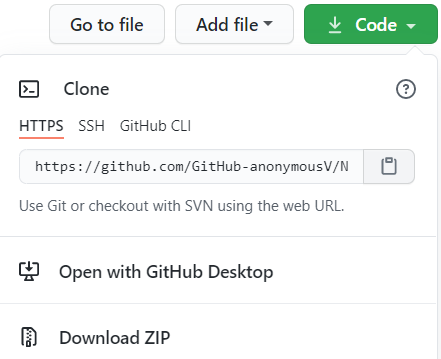 Go to file Add file Code
Clone
HTTPS SSH GitHub CLI
https://github.com/GitHub-anonymousV/N
Use Git or checkout with SVN using the web URL.
Open with GitHub Desktop
Download ZIP